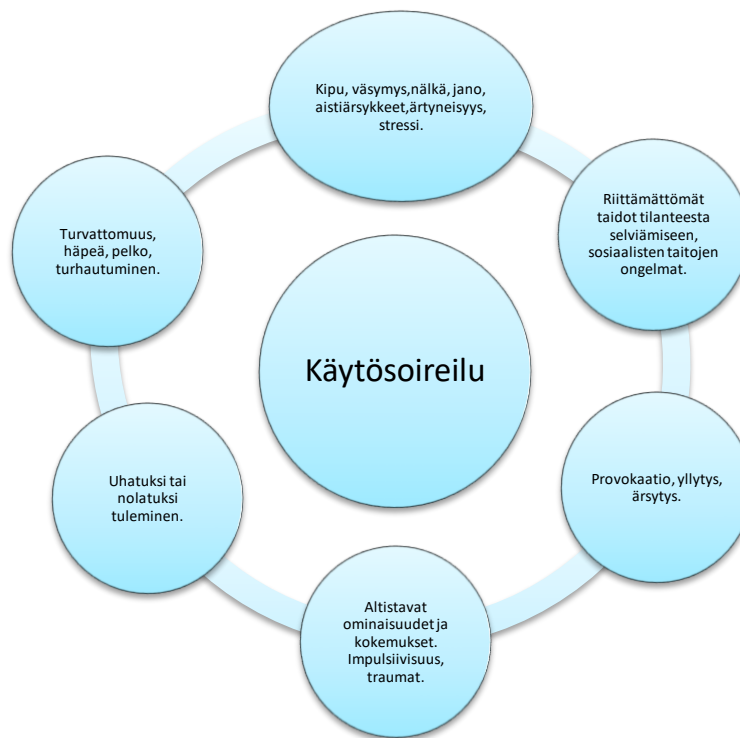 Kipu, väsymys,nälkä, jano,
aistiärsykkeet,ärtyneisyys,
stressi.
Riittämättömät
taidot tilanteesta
selviämiseen,
sosiaalisten taitojen
ongelmat.
Provokaatio, yllytys,
ärsytys.
Altistavat
ominaisuudet ja
kokemukset.
Impulsiivisuus,
traumat.
Uhatuksi tai
nolatuksi
tuleminen.
Turvattomuus,
häpeä, pelko,
turhautuminen.
Käytösoireilu